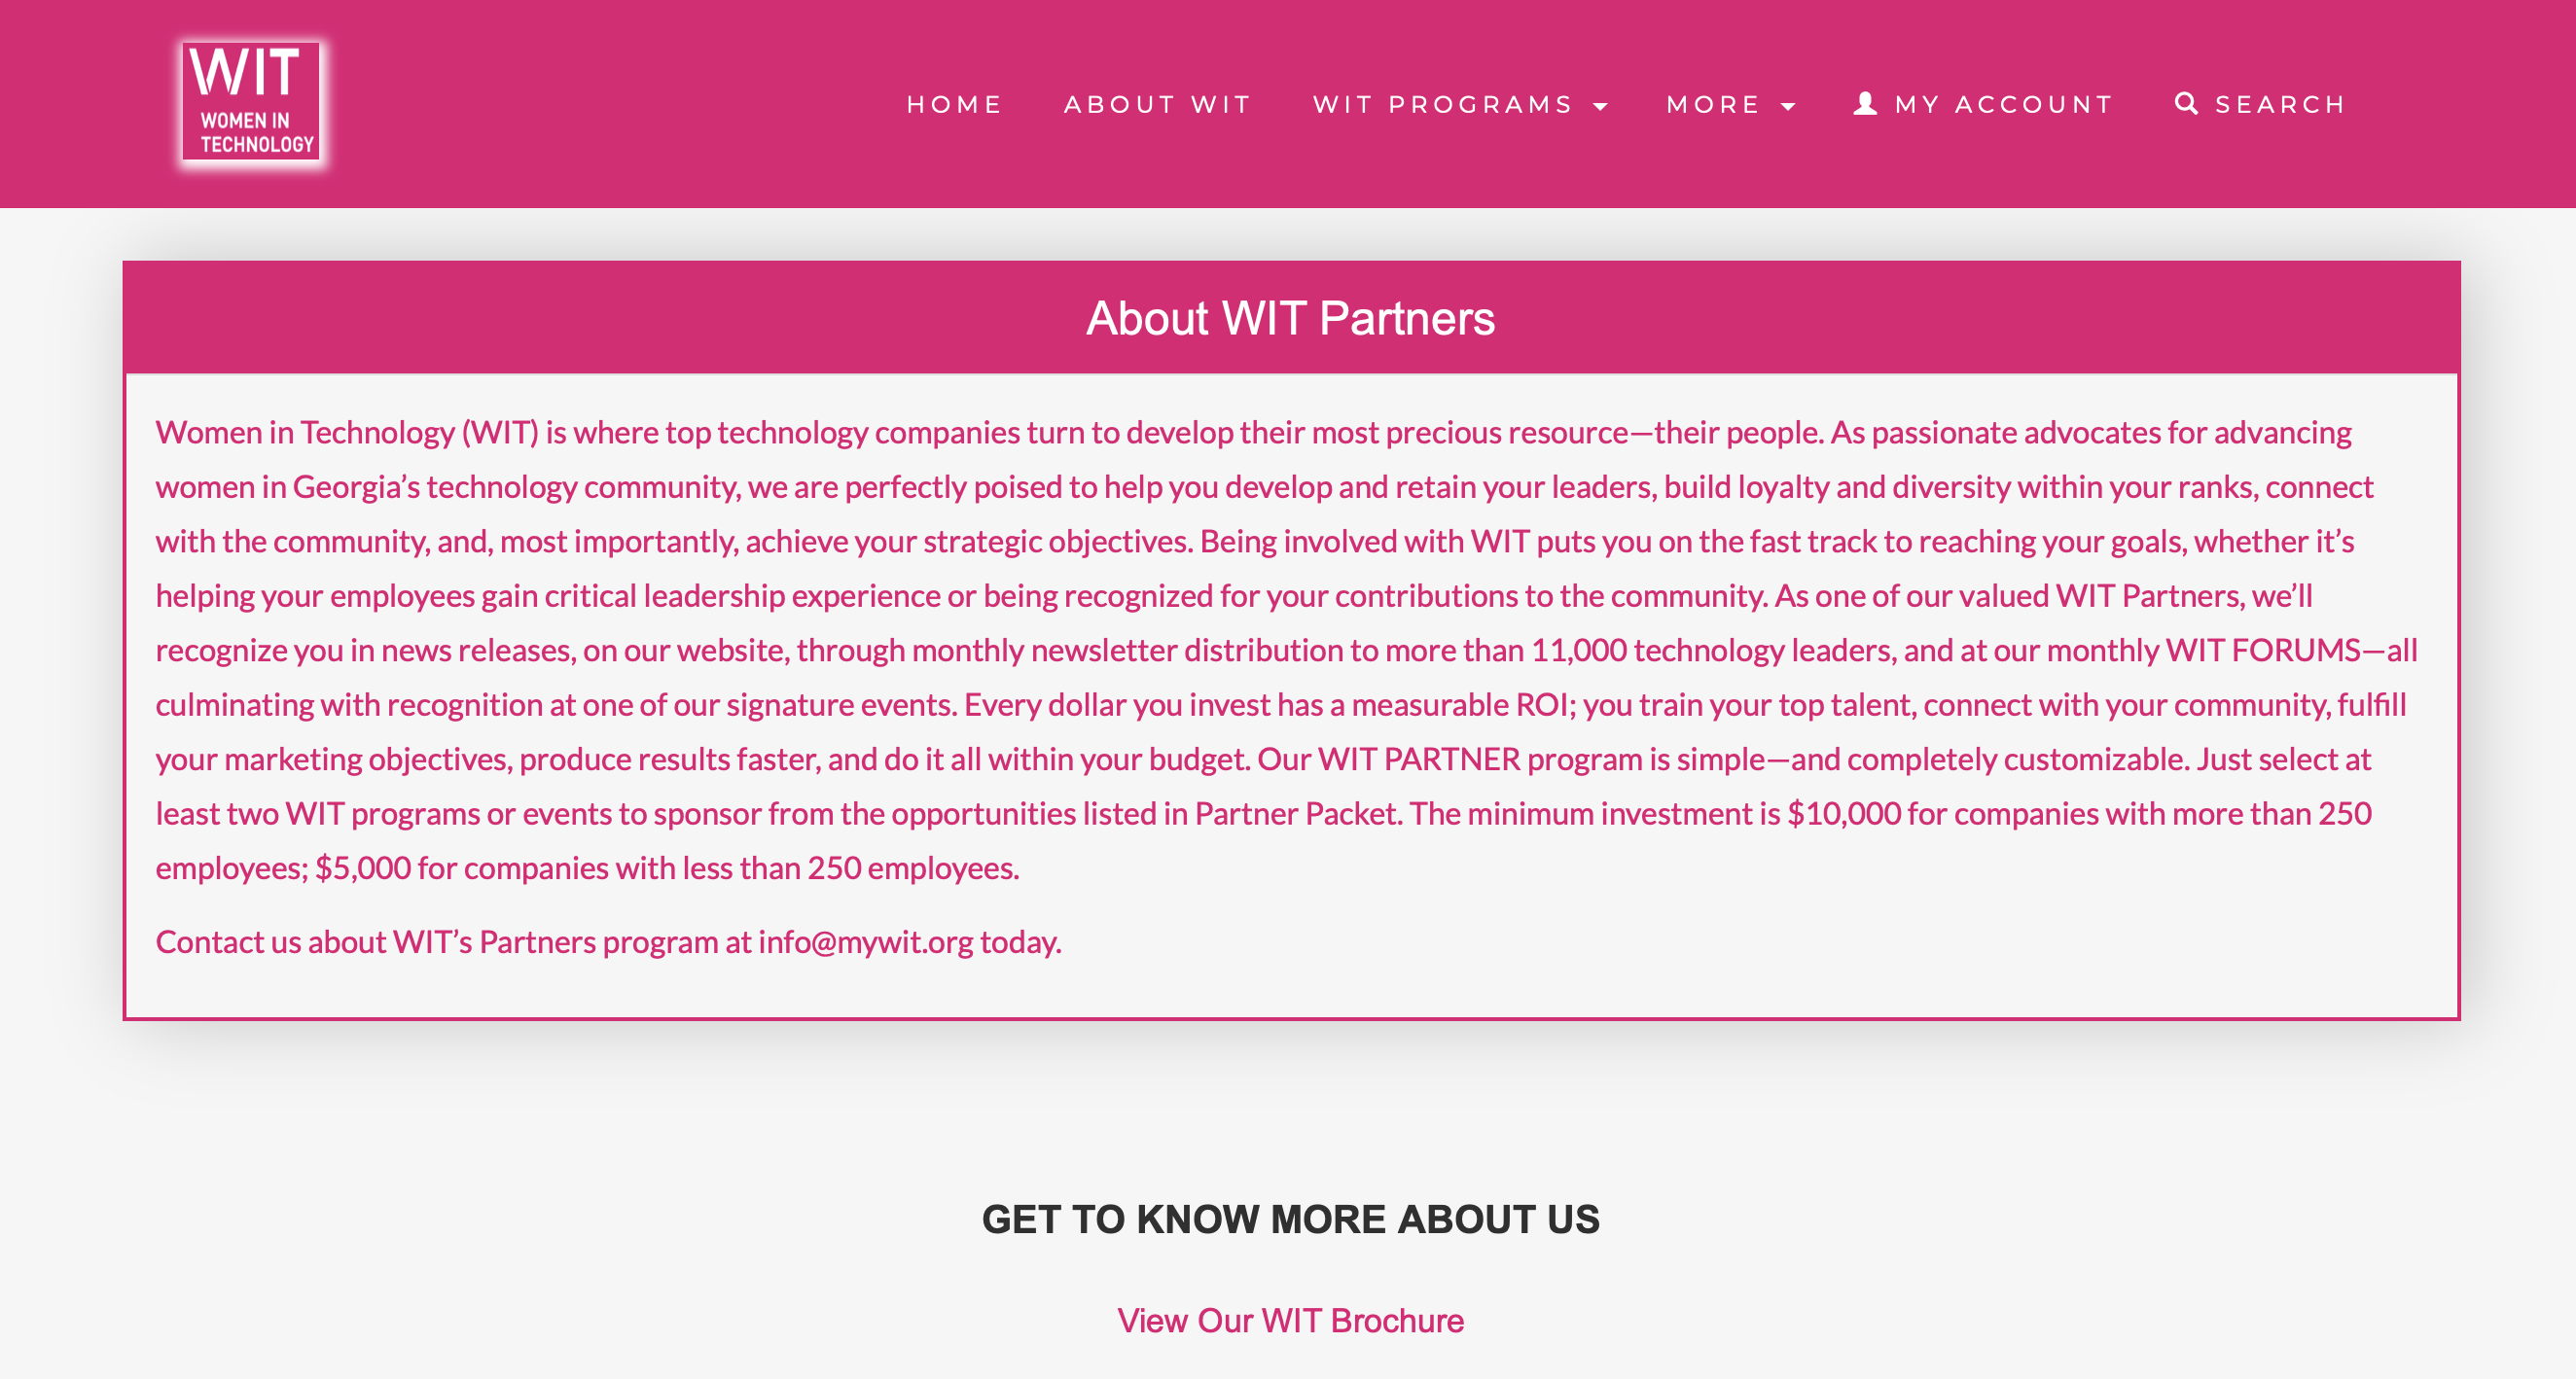 WIT
WOMEN IN
TECHNOLOGY
HOME ABOUT WIT WIT PROGRAMS MORE MY ACCOUNT SEARCH
About WIT Partners
Women in Technology (WIT) is where top technology companies turn to develop their most precious resource—their people. As passionate advocates for advancing
women in Georgia’s technology community, we are perfectly poised to help you develop and retain your leaders, build loyalty and diversity within your ranks, connect
with the community, and, most importantly, achieve your strategic objectives. Being involved with WIT puts you on the fast track to reaching your goals, whether it’s
helping your employees gain critical leadership experience or being recognized for your contributions to the community. As one of our valued WIT Partners, we’ll
recognize you in news releases, on our website, through monthly newsletter distribution to more than 11,000 technology leaders, and at our monthly WIT FORUMS—all
culminating with recognition at one of our signature events. Every dollar you invest has a measurable ROI; you train your top talent, connect with your community, fulfill
your marketing objectives, produce results faster, and do it all within your budget. Our WIT PARTNER program is simple—and completely customizable. Just select at
least two WIT programs or events to sponsor from the opportunities listed in Partner Packet. The minimum investment is $10,000 for companies with more than 250
employees; $5,000 for companies with less than 250 employees.
Contact us about WIT’s Partners program at info@mywit.org today.
GET TO KNOW MORE ABOUT US
View Our WIT Brochure